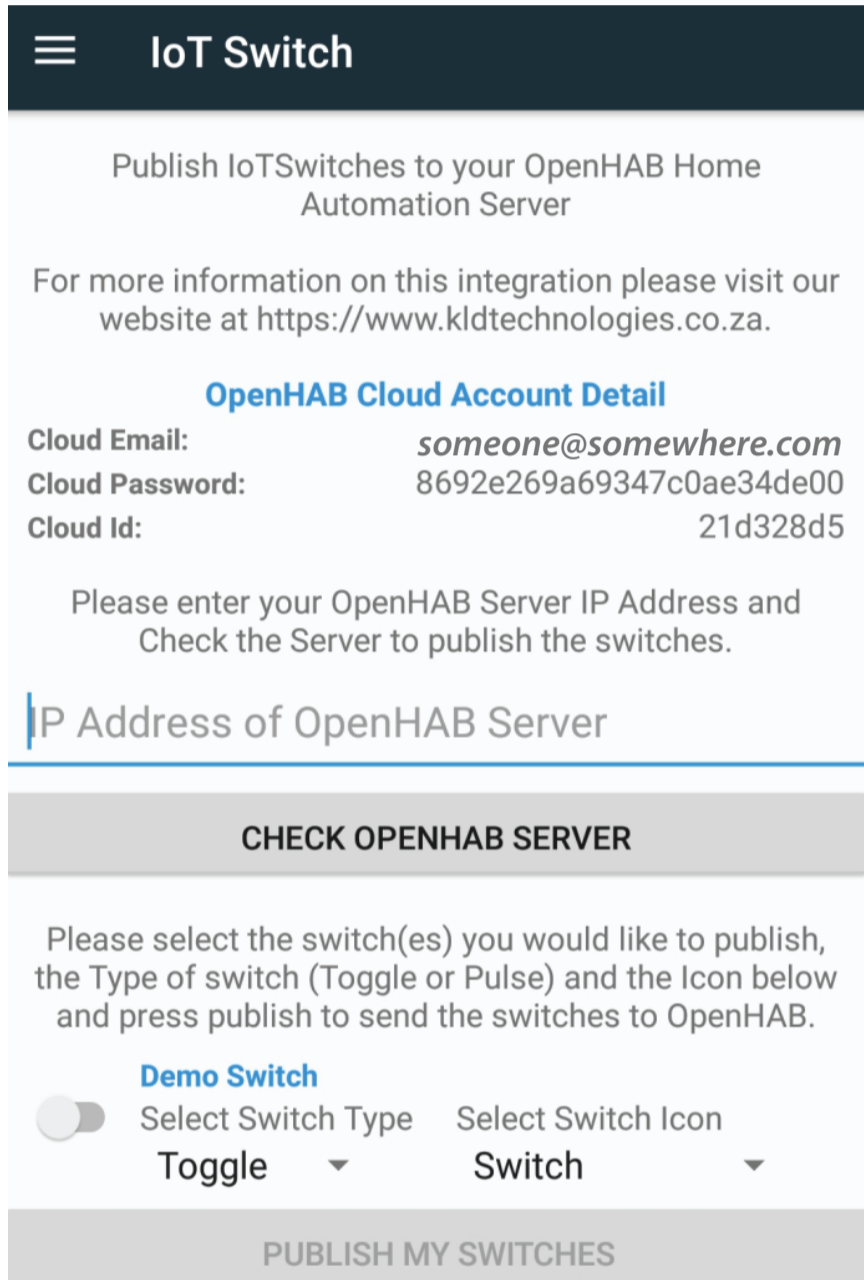 IoT Switch
Publish IoTSwitches to your OpenHAB Home
Automation Server
For more information on this integration please visit our
website at https://www.kldtechnologies.co.za.
OpenHAB Cloud Account Detail
Cloud Email: someone@somewhere.com
Cloud Password: 8692e269a69347c0ae34de00
Cloud Id: 21d328d5
Please enter your OpenHAB Server IP Address and
Check the Server to publish the switches.
IP Address of OpenHAB Server
CHECK OPENHAB SERVER
Please select the switch(es) you would like to publish,
the Type of switch (Toggle or Pulse) and the Icon below
and press publish to send the switches to OpenHAB.
Demo Switch
Select Switch Type Select Switch Icon
Toggle Switch
PUBLISH MY SWITCHES